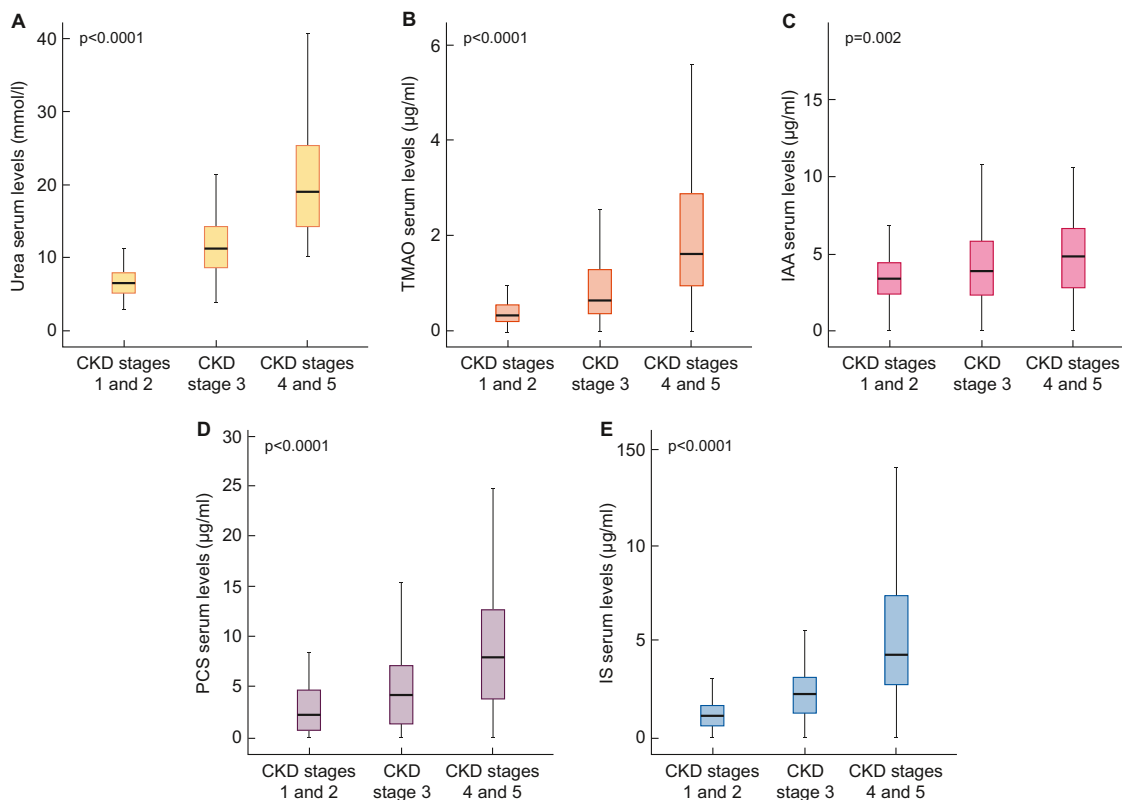 A
p<0.0001
Urea serum levels (mmol/l)
40
30
20
10
0
CKD stages
1 and 2
CKD
stage 3
CKD stages
4 and 5
B
p<0.0001
TMAO serum levels (µg/ml)
6
4
2
0
CKD stages
1 and 2
CKD
stage 3
CKD stages
4 and 5
C
p=0.002
IAA serum levels (µg/ml)
15
10
5
0
CKD stages
1 and 2
CKD
stage 3
CKD stages
4 and 5
D
p<0.0001
PCS serum levels (µg/ml)
30
25
20
15
10
5
0
CKD stages
1 and 2
CKD
stage 3
CKD stages
4 and 5
E
p<0.0001
IS serum levels (µg/ml)
150
10
5
0
CKD stages
1 and 2
CKD
stage 3
CKD stages
4 and 5